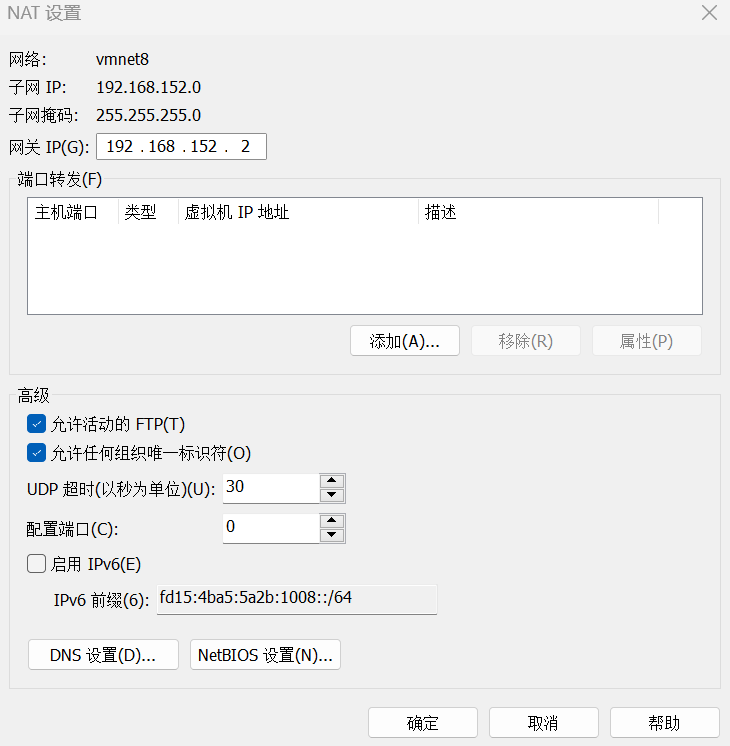 NAT 设置
网络: vmnet8
子网 IP: 192.168.152.0
子网掩码: 255.255.255.0
网关 IP(G): 192 . 168 . 152 . 2
端口转发(F)
主机端口 类型 虚拟机 IP 地址 描述
添加(A)... 移除(R) 属性(P)
高级
允许活动的 FTP(T)
允许任何组织唯一标识符(O)
UDP 超时(以秒为单位)(U): 30
配置端口(C): 0
启用 IPv6(E)
IPv6 前缀(6): fd15:4ba5:5a2b:1008::/64
DNS 设置(D)... NetBIOS 设置(N)...
确定 取消 帮助